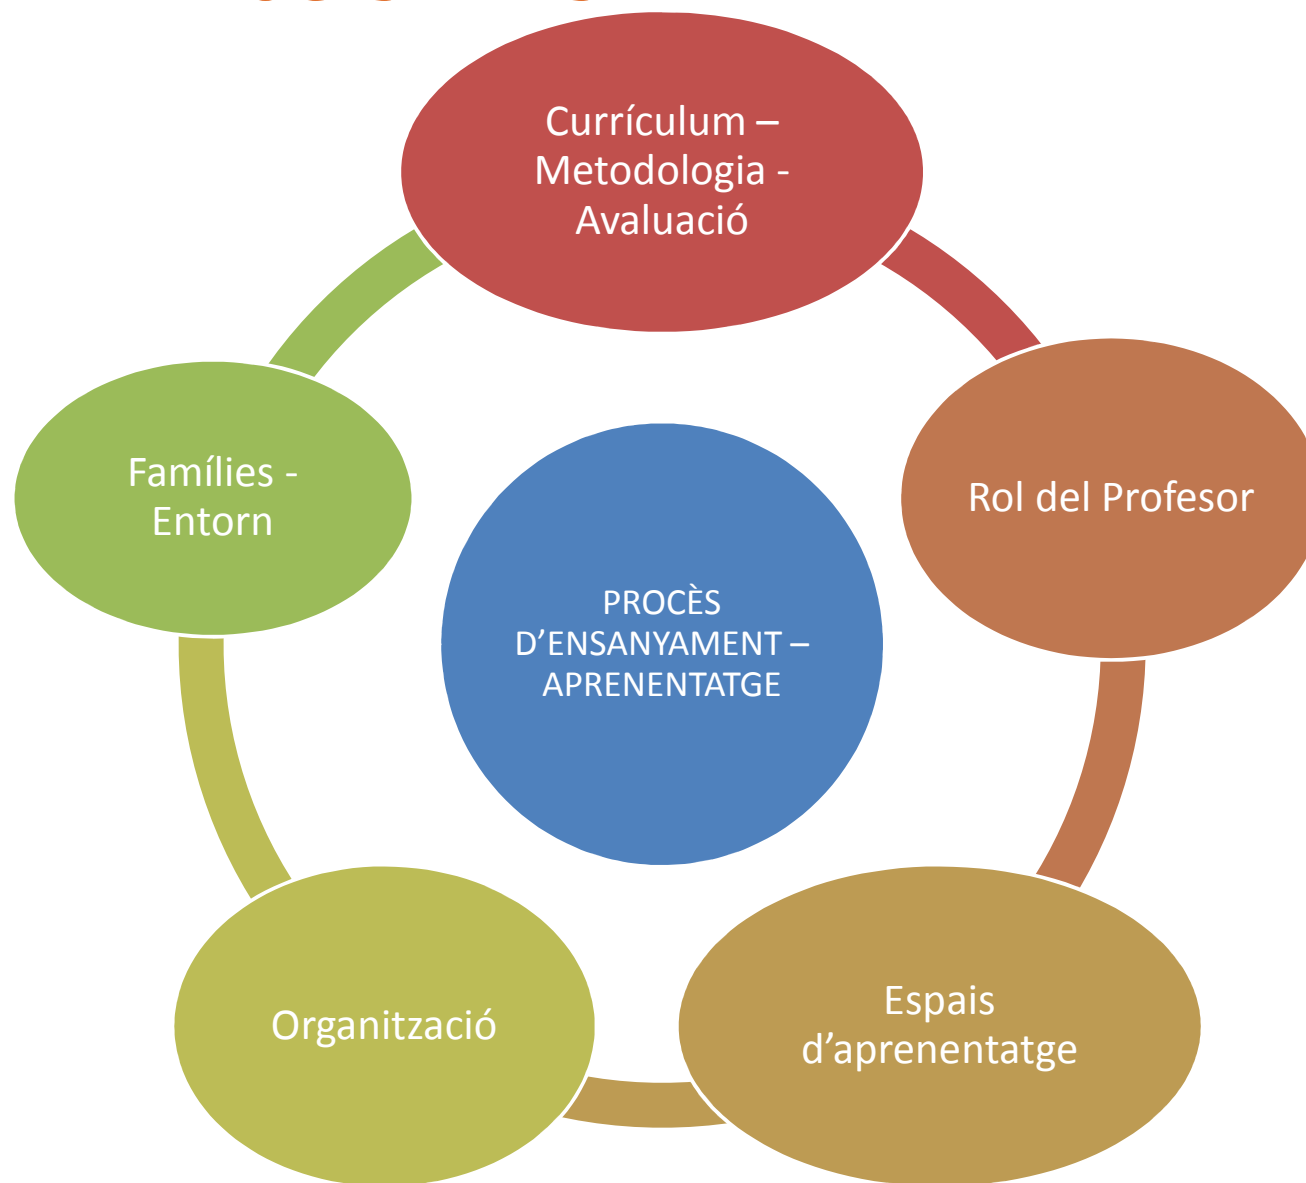 Currículum –
Metodologia -
Avaluació
Famílies -
Entorn
Rol del Profesor
PROCÈS
D’ENSANYAMENT –
APRENENTATGE
Organització
Espais
d’aprenentatge